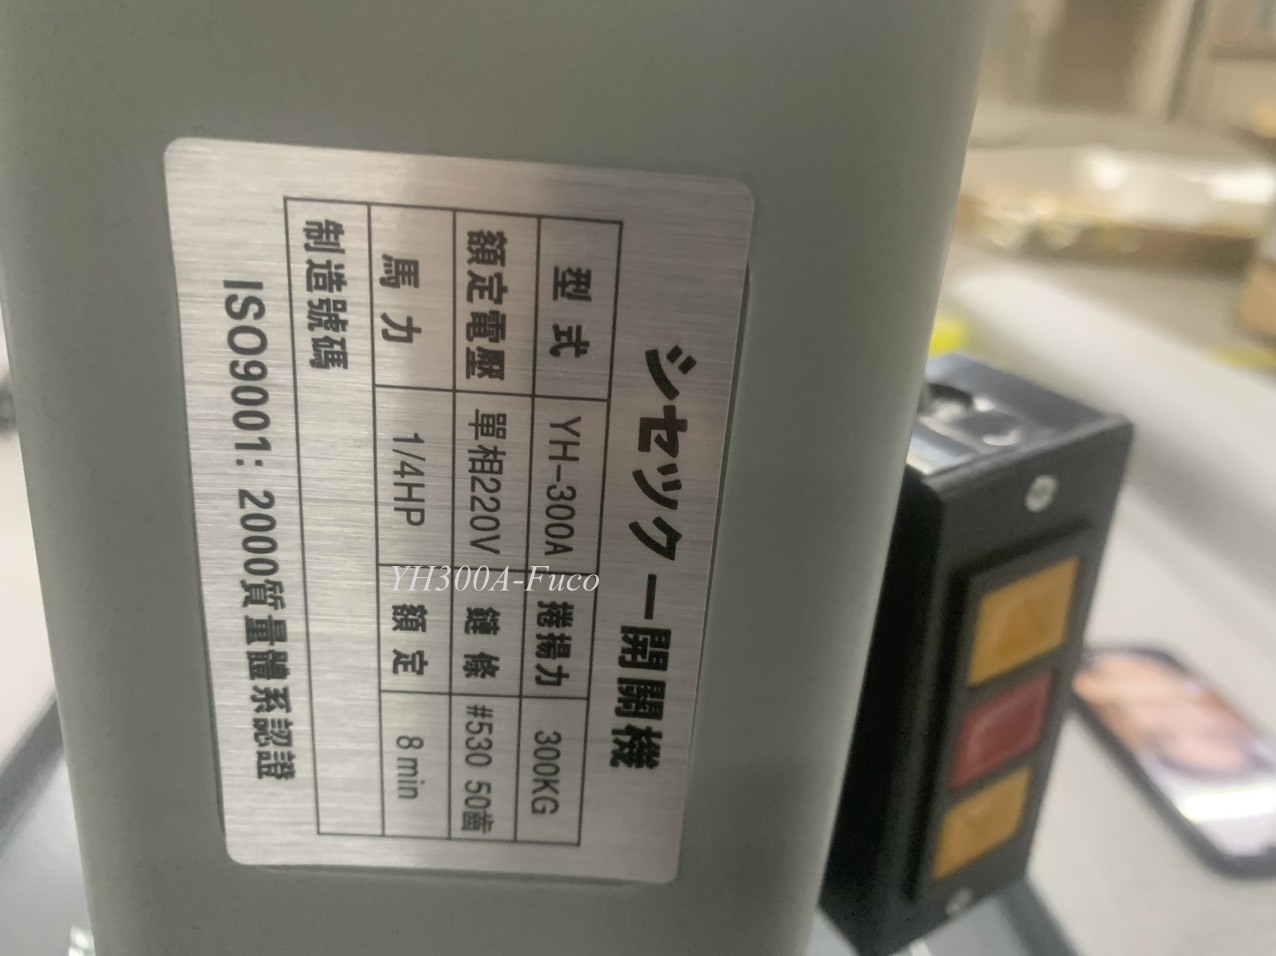 シセックー開關機
型式 YH-300A 捲揚力 300KG
額定電壓 單相220V 鏈條 #530 50齒
馬力 1/4HP 額定 8 min
制造號碼
ISO9001: 2000質量體系認證
YH300A-Fuco